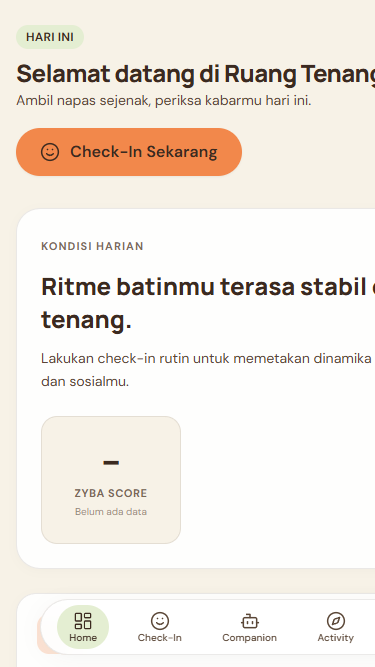 HARI INI
Selamat datang di Ruang Tenang
Ambil napas sejenak, periksa kabarmu hari ini.
Check-In Sekarang
KONDISI HARIAN
Ritme batinmu terasa stabil
tenang.
Lakukan check-in rutin untuk memetakan dinamika
dan sosialmu.
–
ZYBA SCORE
Belum ada data
Home
Check-In
Companion
Activity